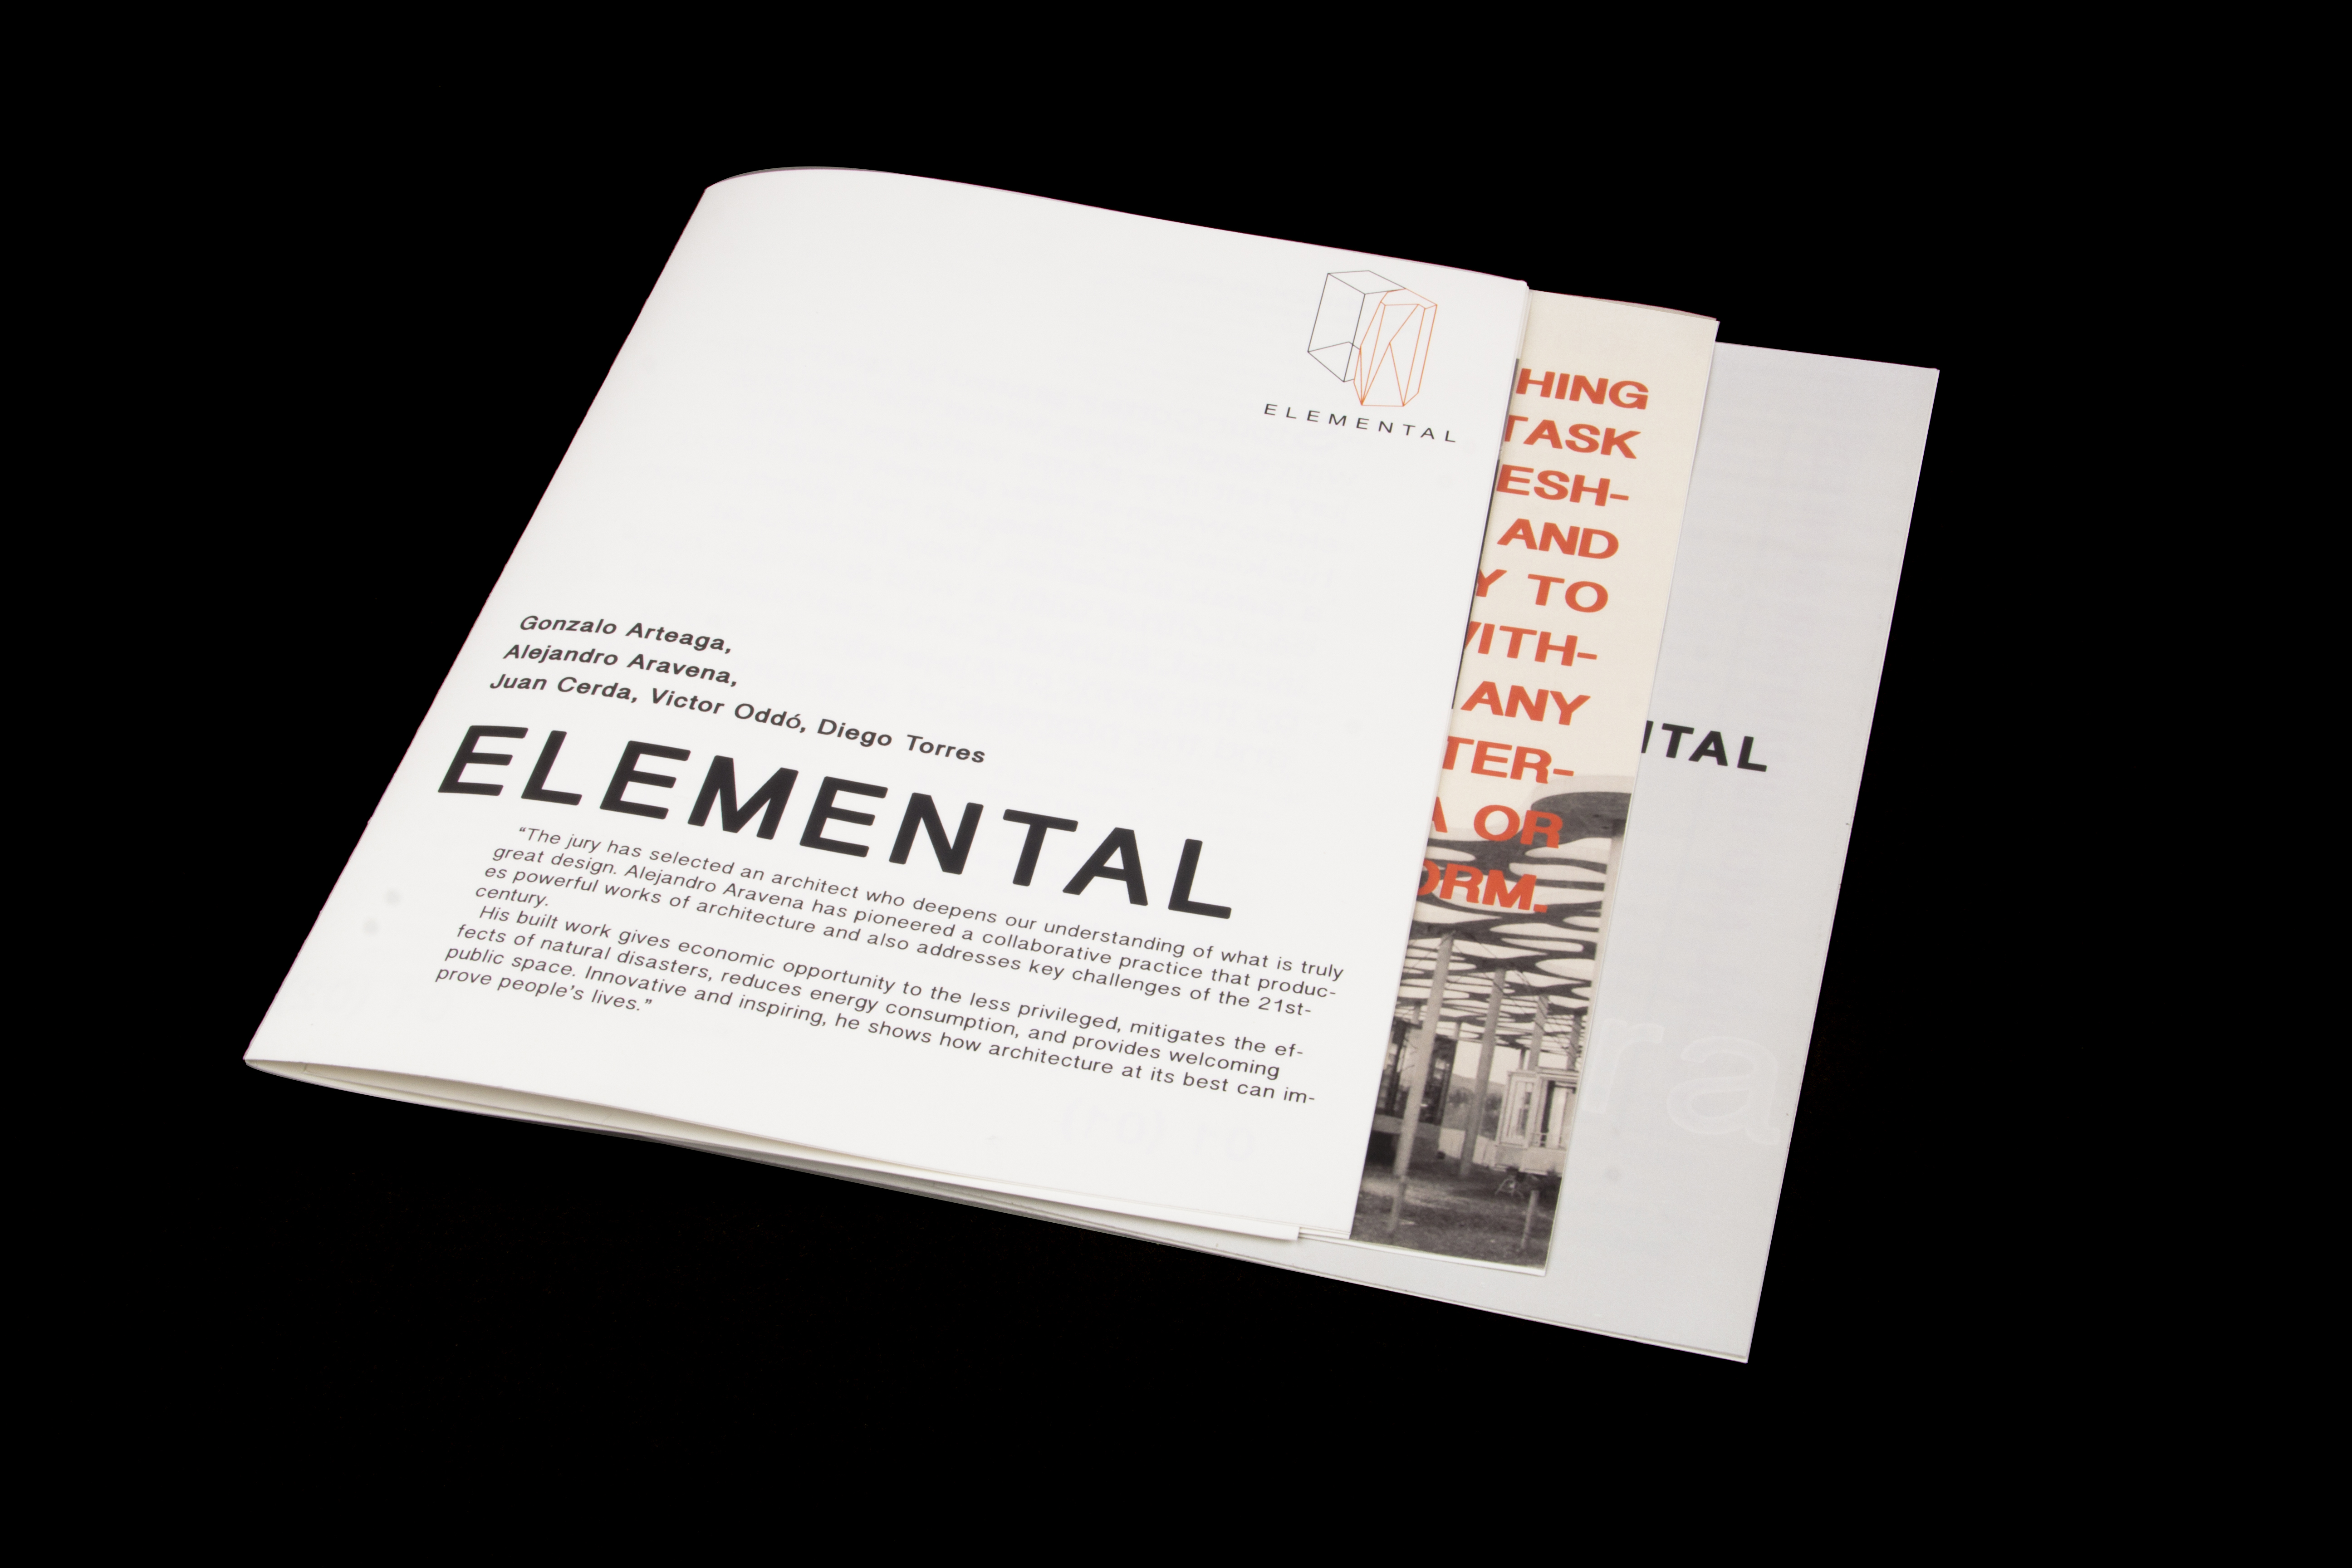 ELEMENTAL
Gonzalo Arteaga,
Alejandro Aravena,
Juan Cerda, Victor Oddó, Diego Torres
ELEMENTAL
“The jury has selected an architect who deepens our understanding of what is truly
great design. Alejandro Aravena has pioneered a collaborative practice that produc-
es powerful works of architecture and also addresses key challenges of the 21st-
century.
His built work gives economic opportunity to the less privileged, mitigates the ef-
fects of natural disasters, reduces energy consumption, and provides welcoming
public space. Innovative and inspiring, he shows how architecture at its best can im-
prove people’s lives.”
HING
TASK
ESH-
AND
Y TO
WITH-
ANY
TER-
A OR
ORM.
NTAL
ra